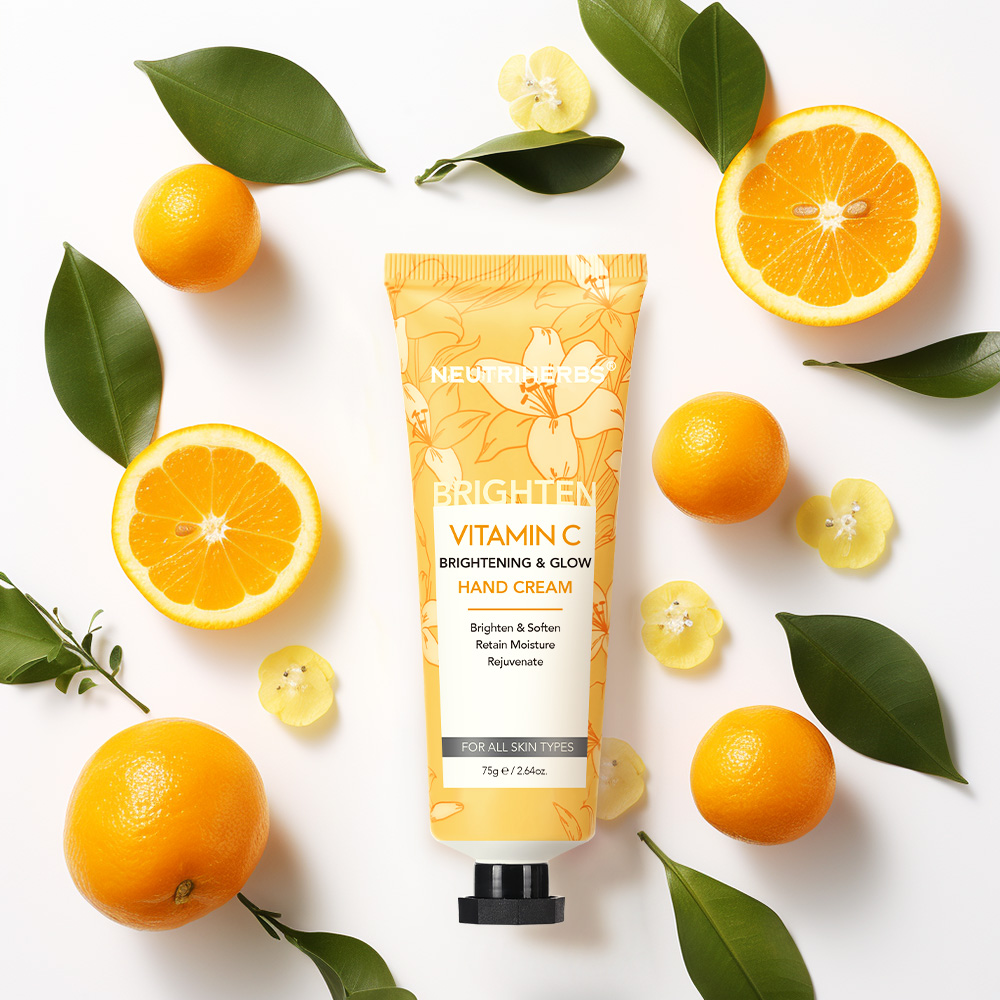 NEUTRIHERBS®
BRIGHTEN
VITAMIN C
BRIGHTENING & GLOW
HAND CREAM
Brighten & Soften
Retain Moisture
Rejuvenate
FOR ALL SKIN TYPES
75g ℮ / 2.64oz.